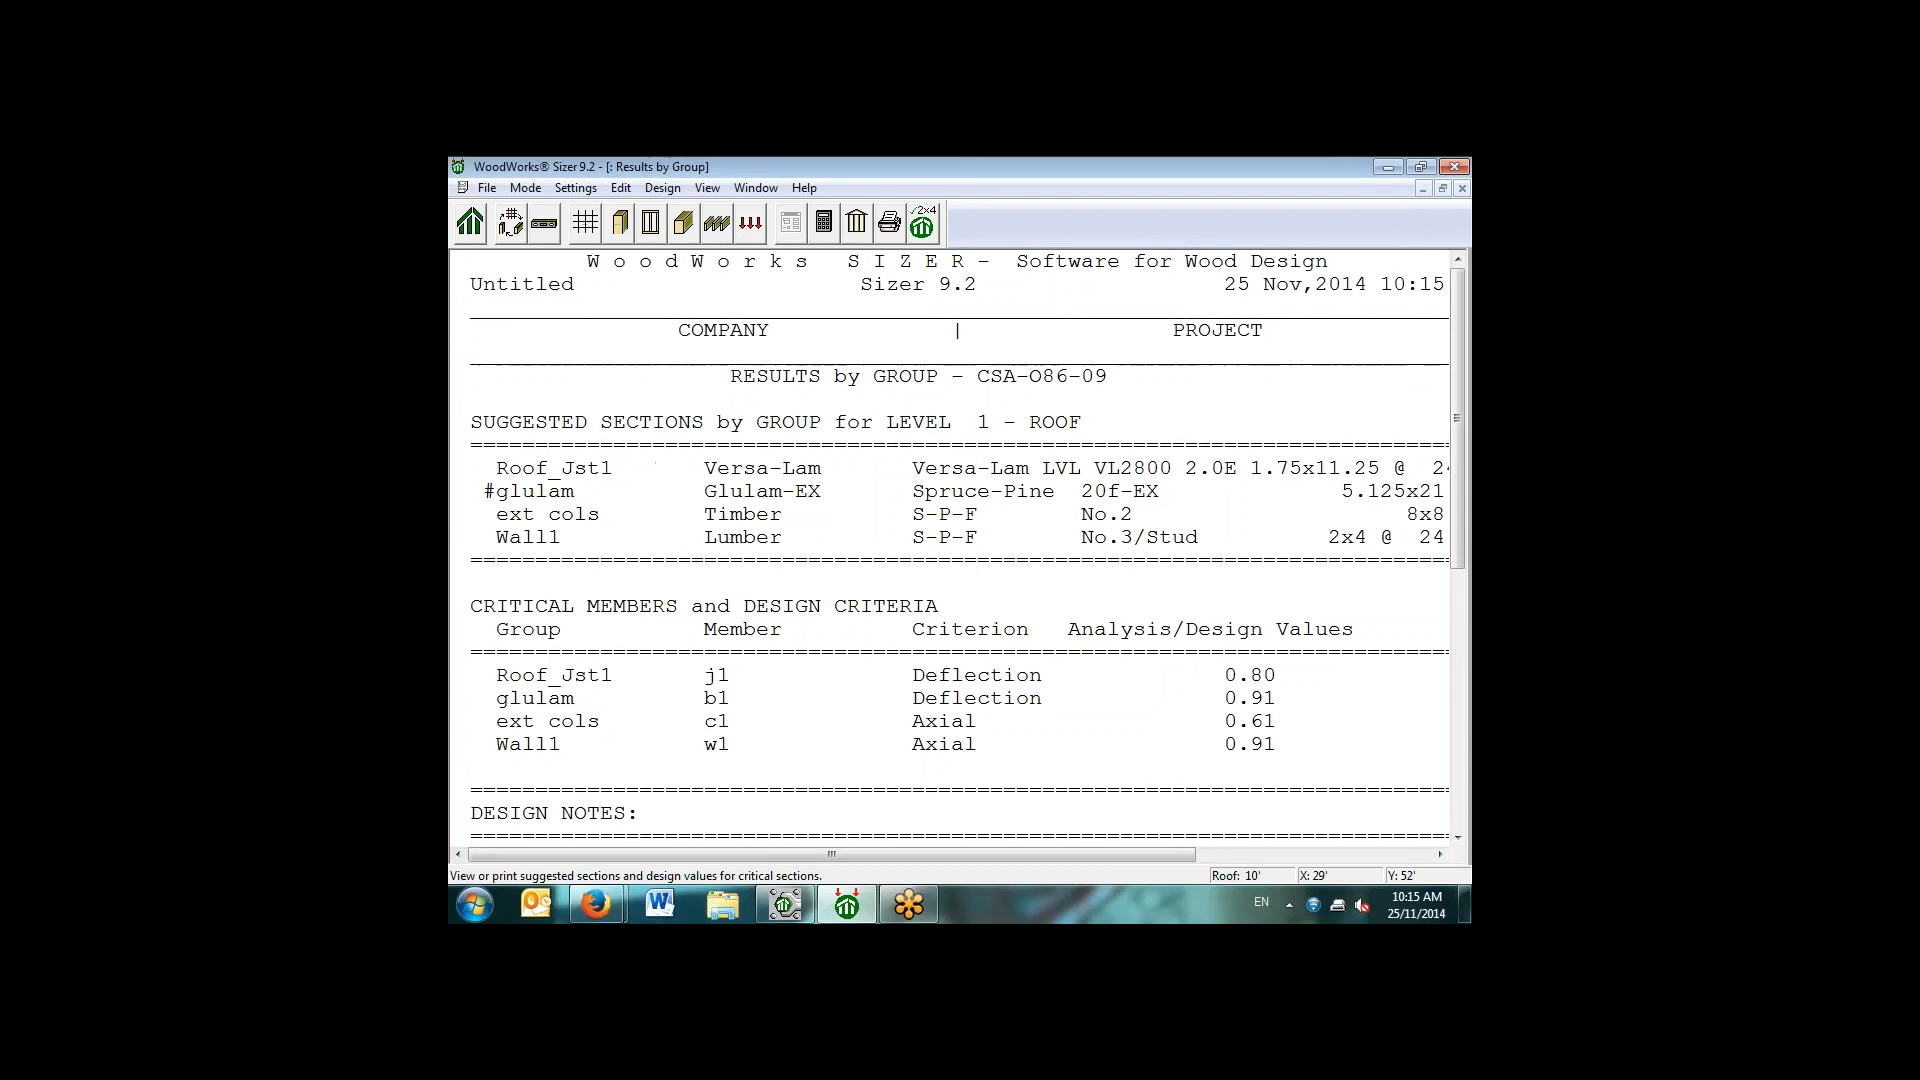 WoodWorks® Sizer 9.2 - [: Results by Group]
File Mode Settings Edit Design View Window Help
√2x4
W o o d W o r k s S I Z E R - Software for Wood Design
Untitled Sizer 9.2 25 Nov,2014 10:15
COMPANY | PROJECT
RESULTS by GROUP - CSA-O86-09
SUGGESTED SECTIONS by GROUP for LEVEL 1 - ROOF
Roof_Jst1 Versa-Lam Versa-Lam LVL VL2800 2.0E 1.75x11.25 @ 24
#glulam Glulam-EX Spruce-Pine 20f-EX 5.125x21
ext cols Timber S-P-F No.2 8x8
Wall1 Lumber S-P-F No.3/Stud 2x4 @ 24
CRITICAL MEMBERS and DESIGN CRITERIA
Group Member Criterion Analysis/Design Values
Roof_Jst1 j1 Deflection 0.80
glulam b1 Deflection 0.91
ext cols c1 Axial 0.61
Wall1 w1 Axial 0.91
DESIGN NOTES:
View or print suggested sections and design values for critical sections. Roof: 10' X: 29' Y: 52'
EN 10:15 AM
25/11/2014